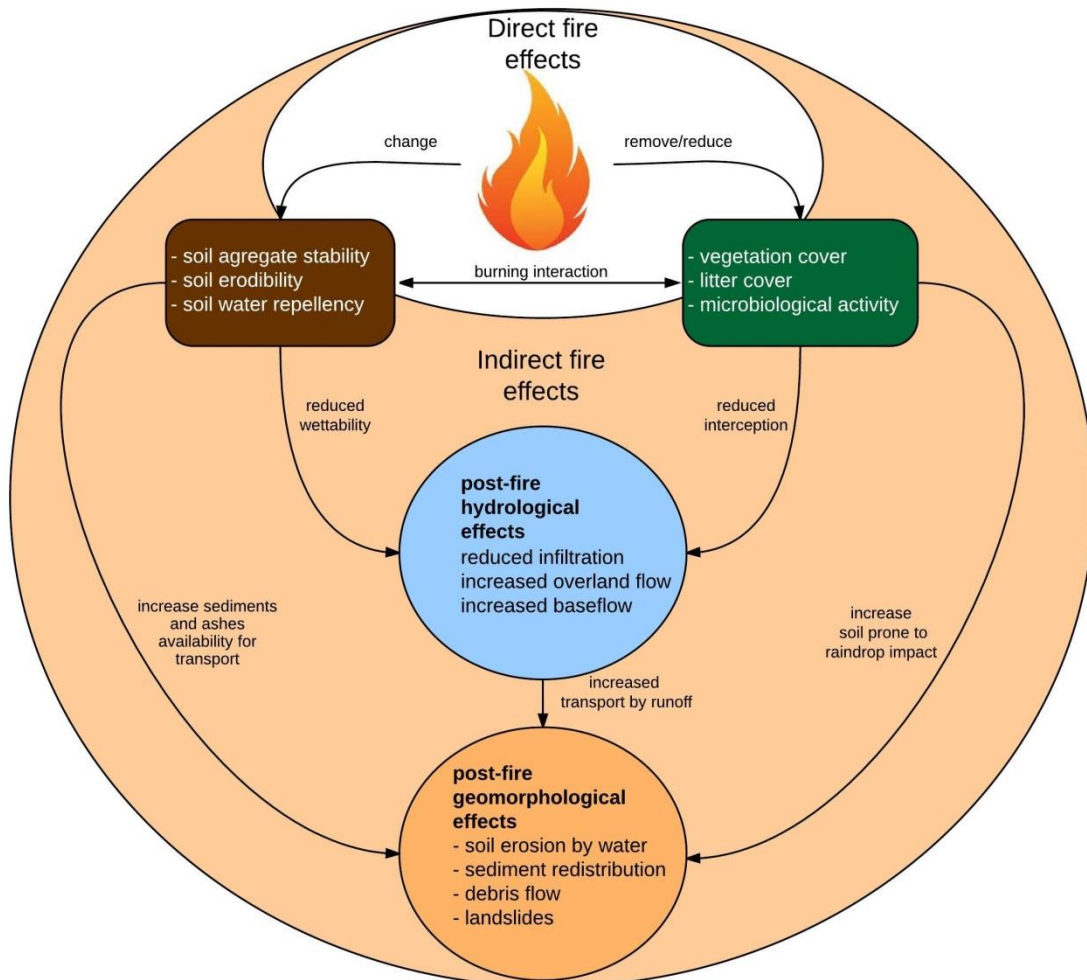 Direct fire
effects
change
remove/reduce
- soil agregate stability
- soil erodibility
- soil water repellency
burning interaction
- vegetation cover
- litter cover
- microbiological activity
Indirect fire
effects
reduced
wettability
reduced
interception
post-fire
hydrological
effects
reduced infiltration
increased overland flow
increased baseflow
increase sediments
and ashes
availability for
transport
increase
soil prone to
raindrop impact
increased
transport by runoff
post-fire
geomorphological
effects
- soil erosion by water
- sediment redistribution
- debris flow
- landslides